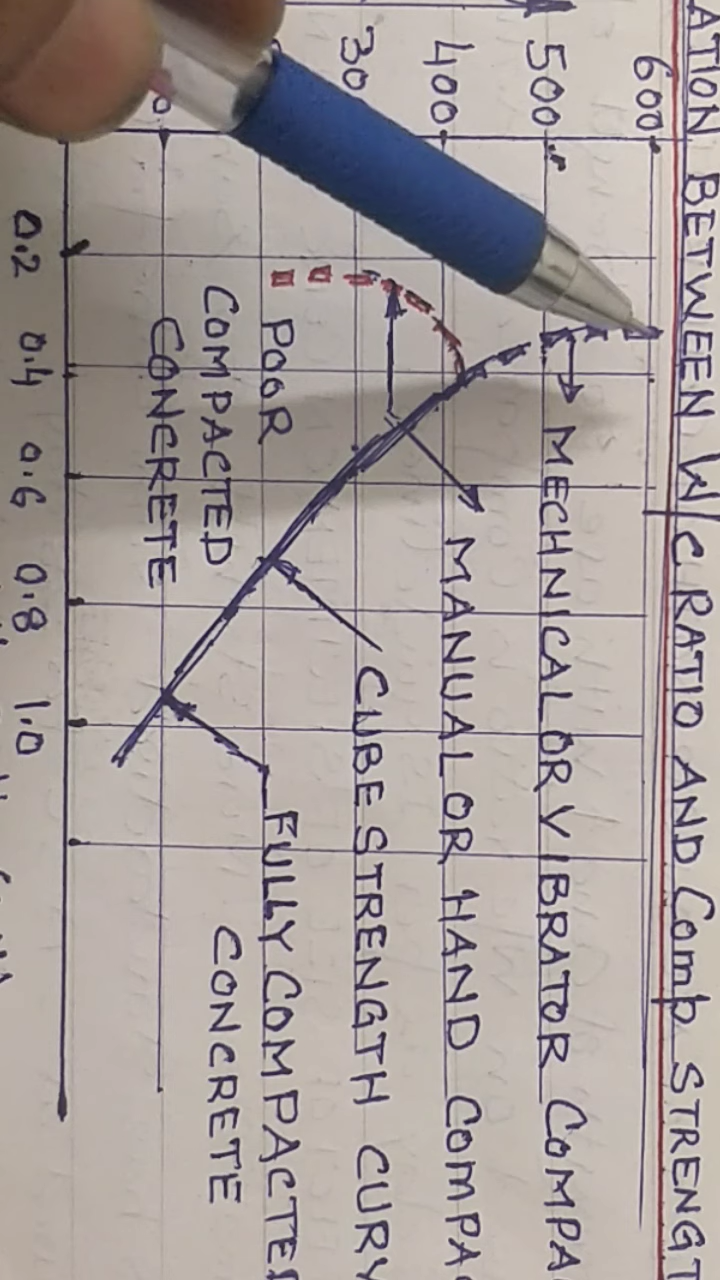 ATION BETWEEN W/C RATIO AND Comp STRENGT
600
500
400
30
MECHNICAL OR VIBRATOR COMPA
MANUAL OR HAND COMPA
CUBE STRENGTH CURV
POOR
COMPACTED
CONCRETE
FULLY COMPACTE
CONCRETE
0
0.2 0.4 0.6 0.8 1.0